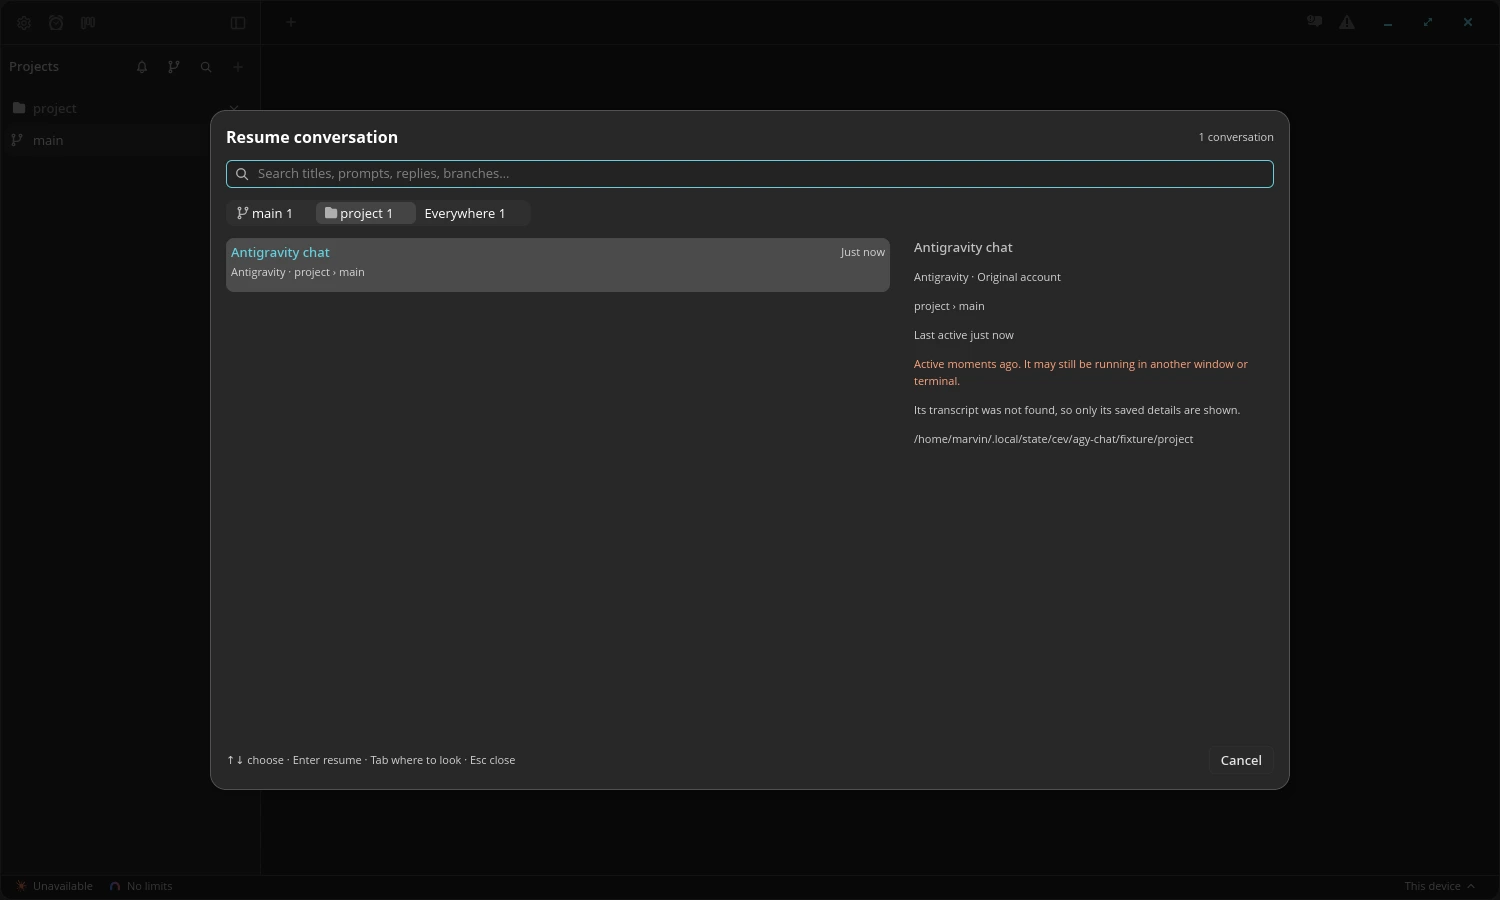 Projects
project
main
Resume conversation
1 conversation
Search titles, prompts, replies, branches...
main 1
project 1
Everywhere 1
Antigravity chat
Just now
Antigravity · project › main
Antigravity chat
Antigravity · Original account
project › main
Last active just now
Active moments ago. It may still be running in another window or
terminal.
Its transcript was not found, so only its saved details are shown.
/home/marvin/.local/state/cev/agy-chat/fixture/project
↑↓ choose · Enter resume · Tab where to look · Esc close
Cancel
Unavailable
No limits
This device